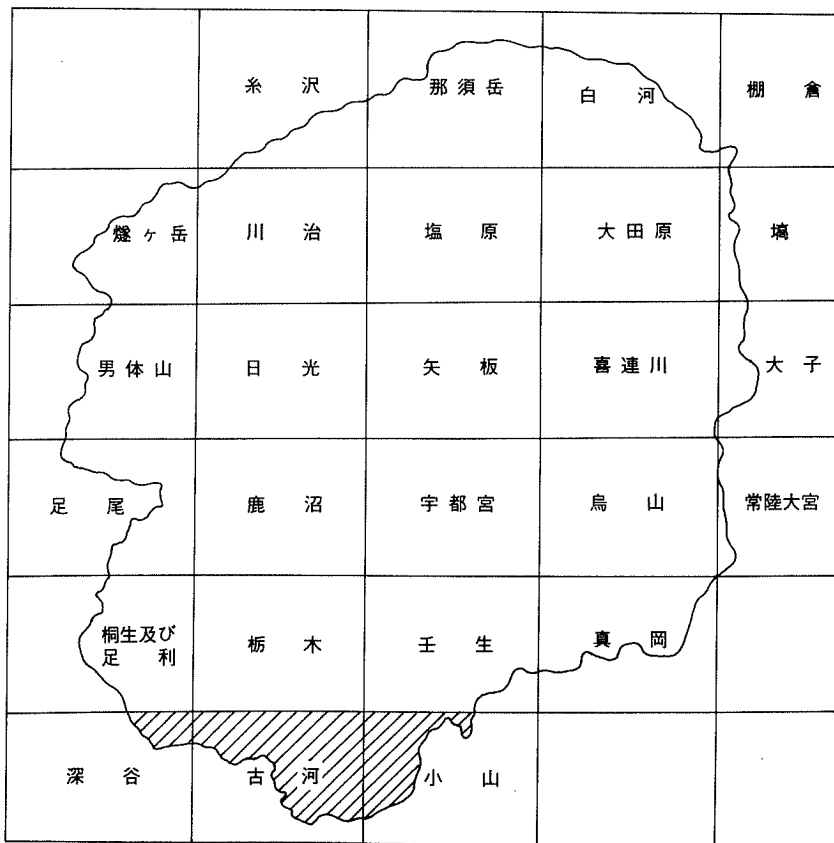 糸沢
那須岳
白河
棚倉
燧ヶ岳
川治
塩原
大田原
塙
男体山
日光
矢板
喜連川
大子
足尾
鹿沼
宇都宮
烏山
常陸大宮
桐生及び
足利
栃木
壬生
真岡
深谷
古河
小山